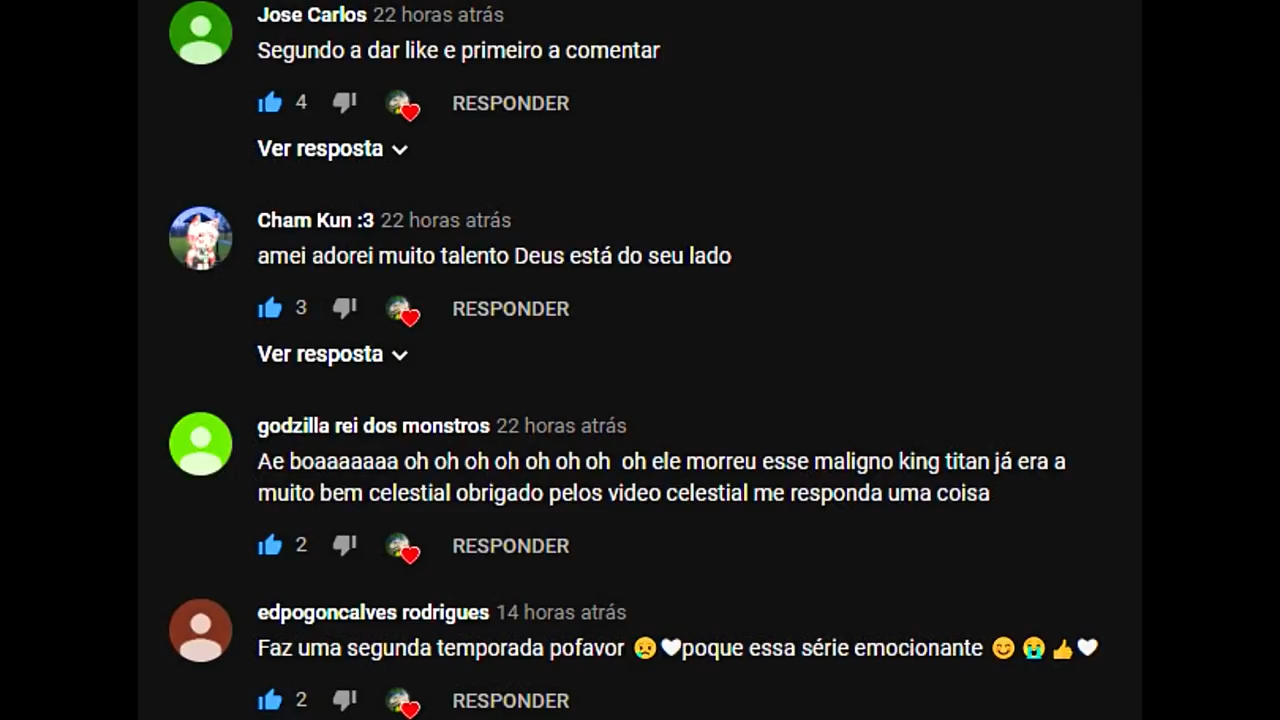 Jose Carlos 22 horas atrás
Segundo a dar like e primeiro a comentar
4 RESPONDER
Ver resposta
Cham Kun :3 22 horas atrás
amei adorei muito talento Deus está do seu lado
3 RESPONDER
Ver resposta
godzilla rei dos monstros 22 horas atrás
Ae boaaaaaaa oh oh oh oh oh oh oh  oh ele morreu esse maligno king titan já era a
muito bem celestial obrigado pelos video celestial me responda uma coisa
2 RESPONDER
edpogoncalves rodrigues 14 horas atrás
Faz uma segunda temporada pofavor 😢🤍poque essa série emocionante 😊😭👍🤍
2 RESPONDER